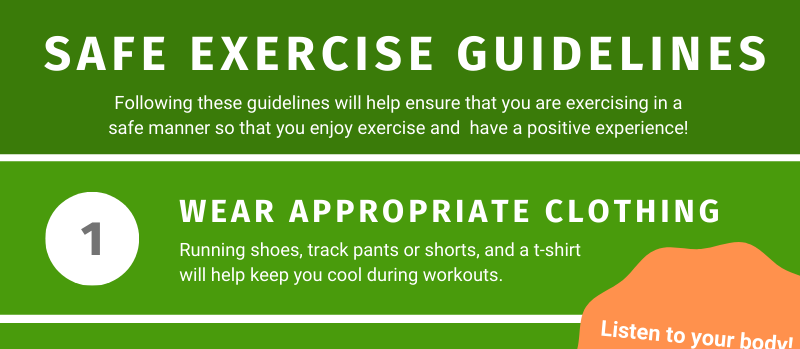 SAFE EXERCISE GUIDELINES
Following these guidelines will help ensure that you are exercising in a
safe manner so that you enjoy exercise and  have a positive experience!
1
WEAR APPROPRIATE CLOTHING
Running shoes, track pants or shorts, and a t-shirt
will help keep you cool during workouts.
Listen to your body!